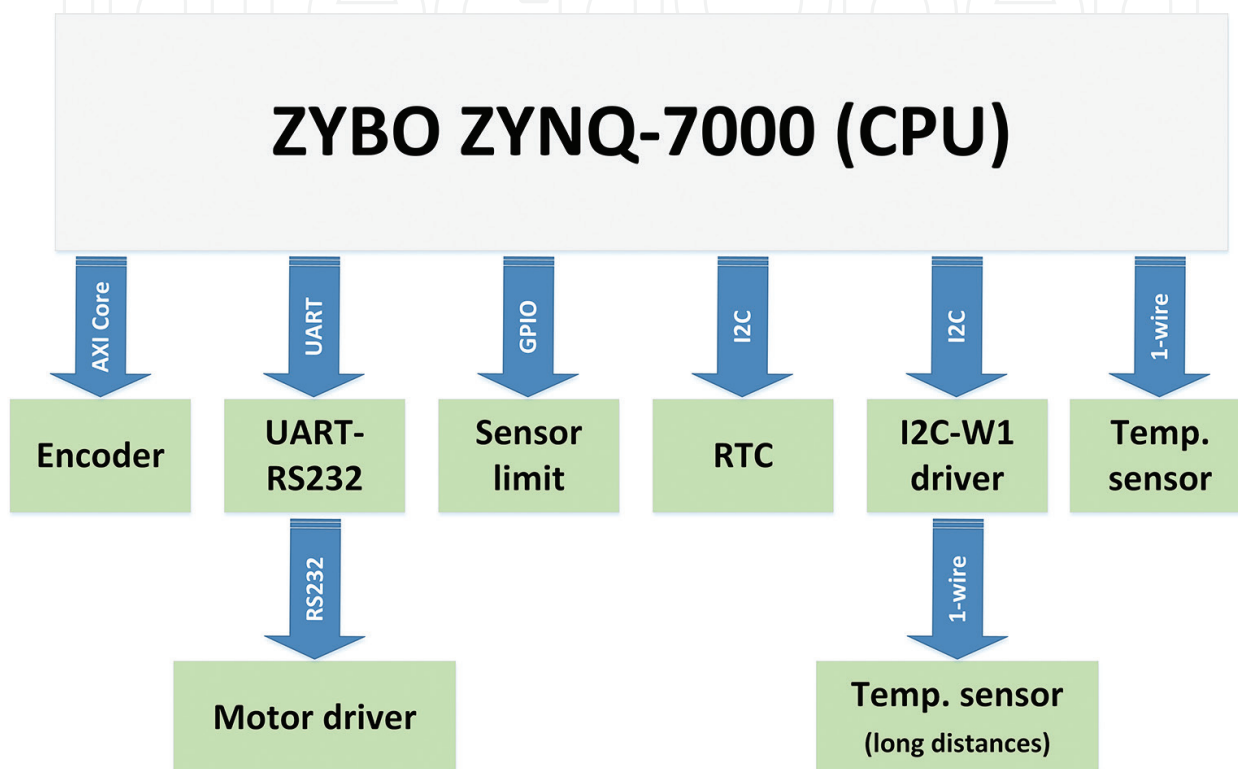 ZYBO ZYNQ-7000 (CPU)
AXI Core
UART
GPIO
I2C
I2C
1-wire
Encoder
UART-
RS232
Sensor
limit
RTC
I2C-W1
driver
Temp.
sensor
RS232
1-wire
Motor driver
Temp. sensor
(long distances)